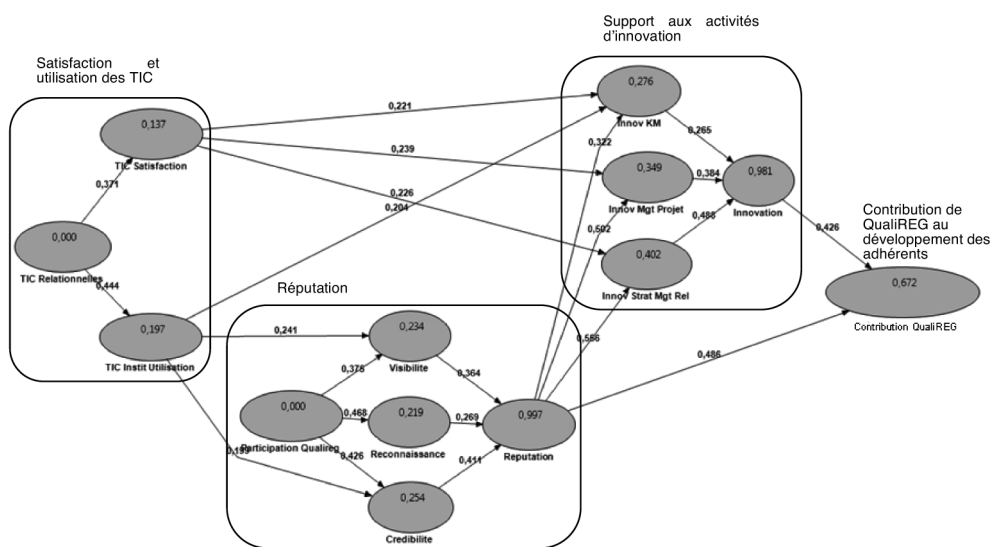 Support aux activités
d'innovation
Satisfaction et
utilisation des TIC
0,276
Innov KM
0,221
0,137
TIC Satisfaction
0,265
0,322
0,239
0,349
Innov Mgt Projet
0,384
0,981
Innovation
0,371
0,226
0,204
0,488
0,502
0,000
TIC Relationnelles
0,444
0,402
Innov Strat Mgt Rel
0,426
Contribution de
QualiREG au
développement des
adhérents
0,672
Contribution QualiREG
Réputation
0,197
TIC Instit Utilisation
0,241
0,234
Visibilite
0,556
0,486
0,375
0,364
0,000
Participation Qualireg
0,468
0,219
Reconnaissance
0,269
0,997
Reputation
0,199
0,426
0,411
0,254
Credibilite